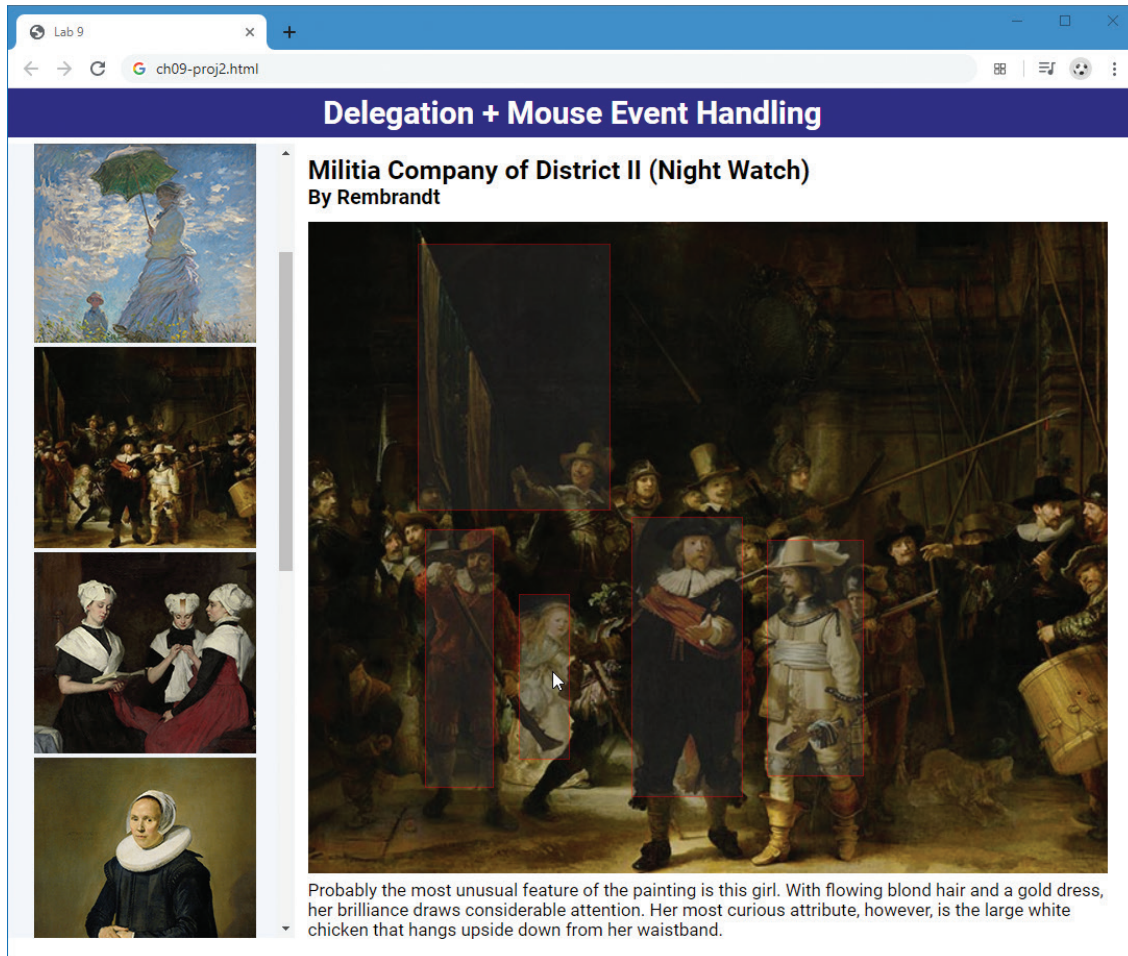 Lab 9
ch09-proj2.html
Delegation + Mouse Event Handling
Militia Company of District II (Night Watch)
By Rembrandt
Probably the most unusual feature of the painting is this girl. With flowing blond hair and a gold dress,
her brilliance draws considerable attention. Her most curious attribute, however, is the large white
chicken that hangs upside down from her waistband.